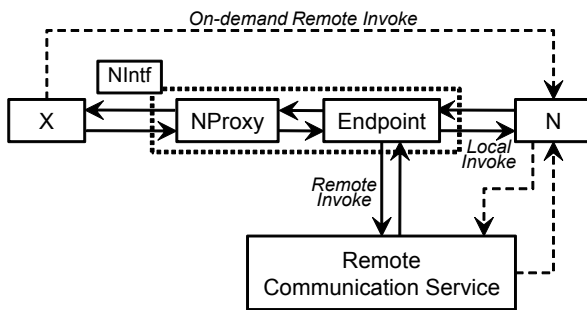 On-demand Remote Invoke
NIntf
X
NProxy
Endpoint
N
Local
Invoke
Remote
Invoke
Remote
Communication Service